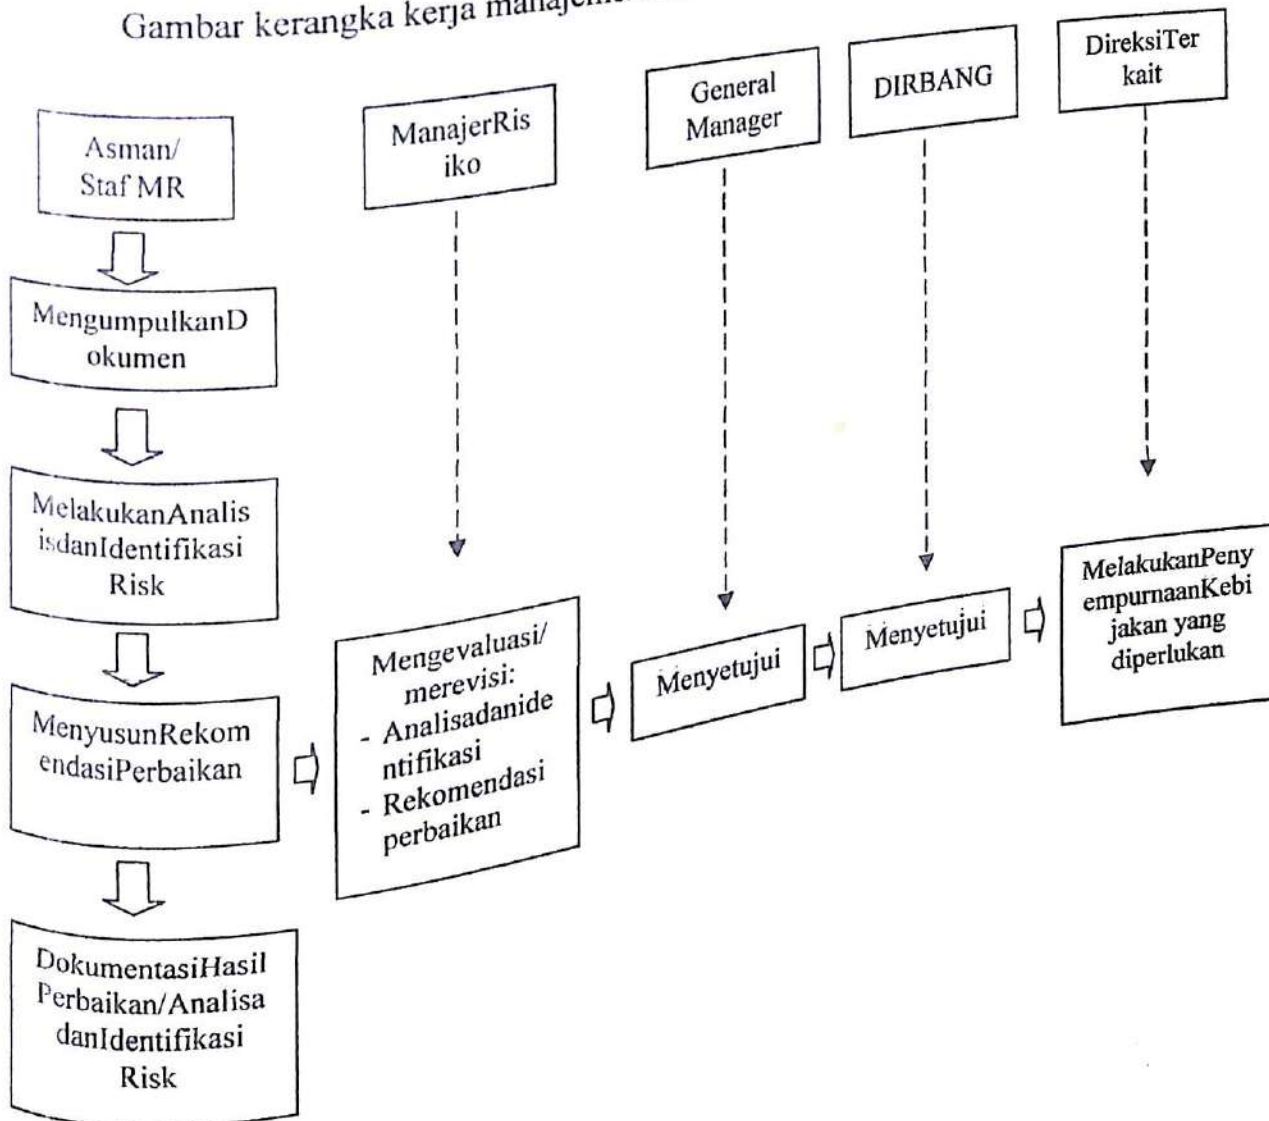 Gambar kerangka kerja
Asman/
Staf MR
ManajerRis
iko
General
Manager
DIRBANG
DireksiTer
kait
MengumpulkanD
okumen
MelakukanAnalis
isdanIdentifikasi
Risk
MenyusunRekom
endasiPerbaikan
Mengevaluasi/
merevisi:
- Analisadanide
ntifikasi
- Rekomendasi
perbaikan
Menyetujui
Menyetujui
MelakukanPeny
empurnaanKebi
jakan yang
diperlukan
DokumentasiHasil
Perbaikan/Analisa
danIdentifikasi
Risk